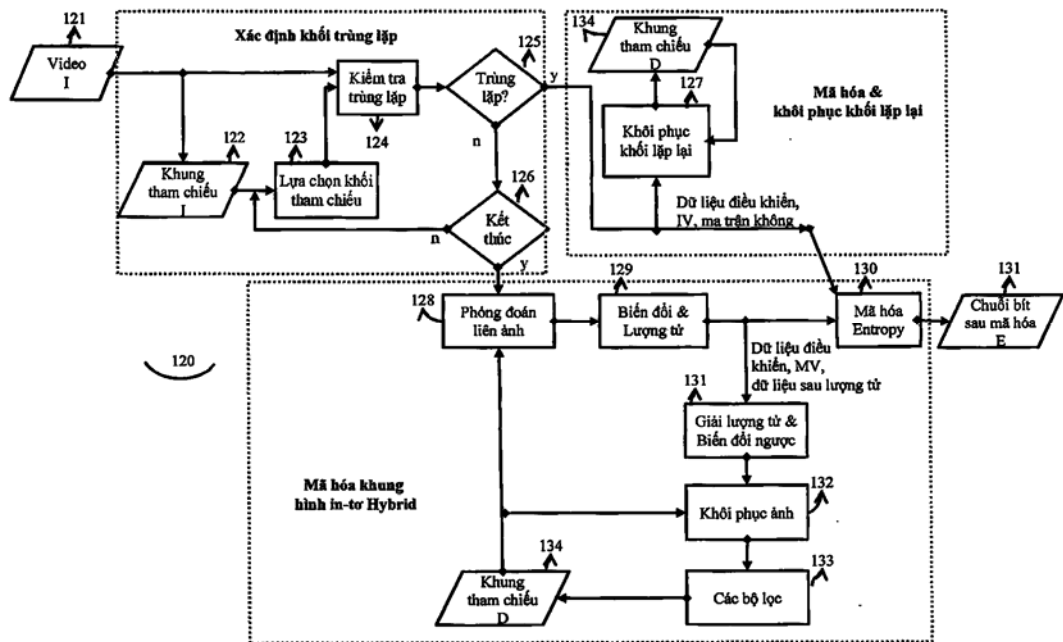 121
Video
I
Xác định khối trùng lặp
Kiểm tra
trùng lặp
124
125
Trùng
lặp?
y
n
122
Khung
tham chiếu
I
123
Lựa chọn khối
tham chiếu
126
Kết
thúc
n
y
134
Khung
tham chiếu
D
127
Khôi phục
khối lặp lại
Mã hóa &
khôi phục khối lặp lại
Dữ liệu điều khiển,
IV, ma trận không
128
Phỏng đoán
liên ảnh
129
Biến đổi &
Lượng tử
130
Mã hóa
Entropy
131
Chuỗi bít
sau mã hóa
E
120
Dữ liệu điều
khiển, MV,
dữ liệu sau lượng tử
131
Giải lượng tử &
Biến đổi ngược
Mã hóa khung
hình in-tơ Hybrid
132
Khôi phục ảnh
134
Khung
tham chiếu
D
133
Các bộ lọc